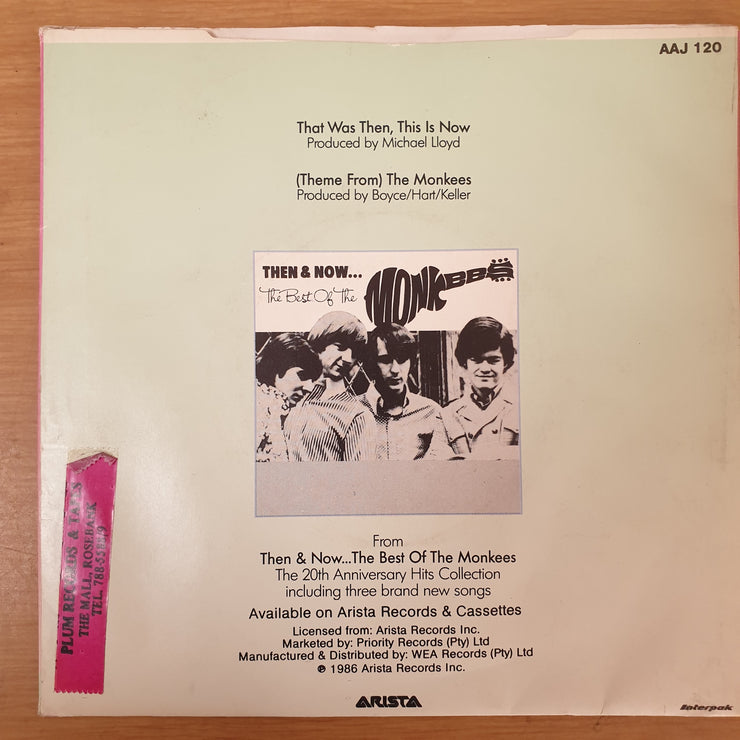 AAJ 120
That Was Then, This Is Now
Produced by Michael Lloyd
(Theme From) The Monkees
Produced by Boyce/Hart/Keller
THEN & NOW...
The Best Of The
MONKEES
From
Then & Now...The Best Of The Monkees
The 20th Anniversary Hits Collection
including three brand new songs
Available on Arista Records & Cassettes
Licensed from: Arista Records Inc.
Marketed by: Priority Records (Pty) Ltd
Manufactured & Distributed by: WEA Records (Pty) Ltd
℗ 1986 Arista Records Inc.
ARISTA
Interpak
PLUM RECORDS & TAPES
THE MALL, ROSEBANK
TEL.